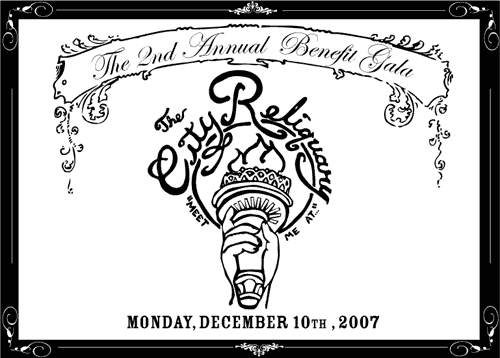 The 2nd Annual Benefit Gala
The
City Reliquary
"MEET ME AT..."
MONDAY, DECEMBER 10TH, 2007